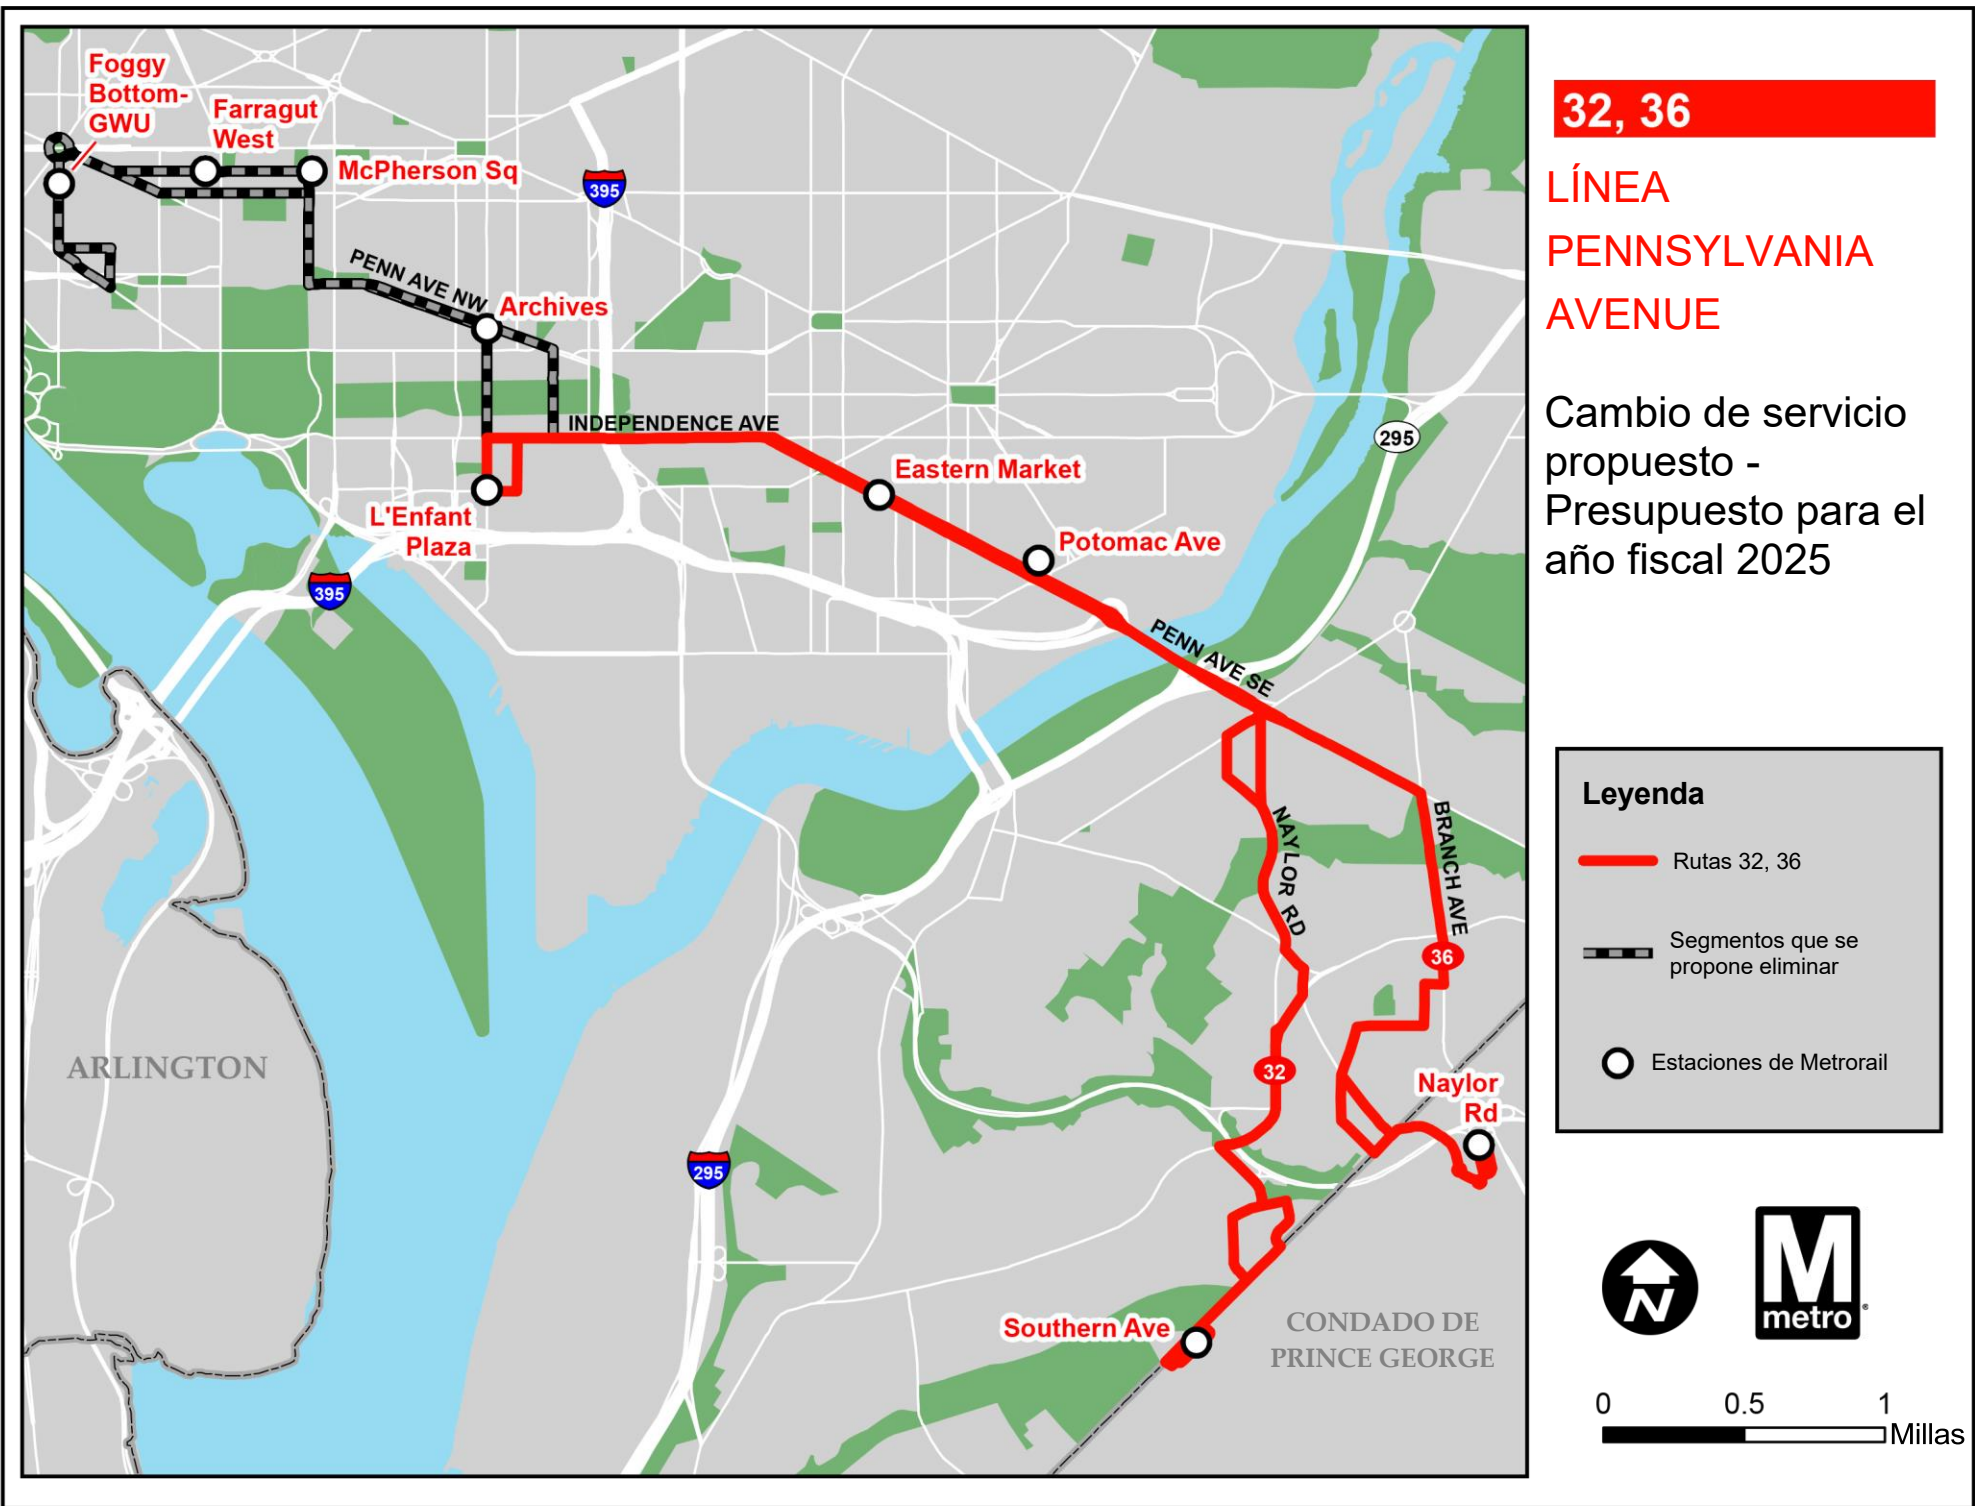 Foggy
Bottom-
GWU
Farragut
West
McPherson Sq
395
PENN AVE NW
Archives
INDEPENDENCE AVE
L'Enfant
Plaza
395
Eastern Market
Potomac Ave
295
PENN AVE SE
NAYLOR RD
BRANCH AVE
36
32
Naylor
Rd
ARLINGTON
295
Southern Ave
CONDADO DE
PRINCE GEORGE
32, 36
LÍNEA
PENNSYLVANIA
AVENUE
Cambio de servicio
propuesto -
Presupuesto para el
año fiscal 2025
Leyenda
Rutas 32, 36
Segmentos que se
propone eliminar
Estaciones de Metrorail
N
M
metro
0 0.5 1
Millas